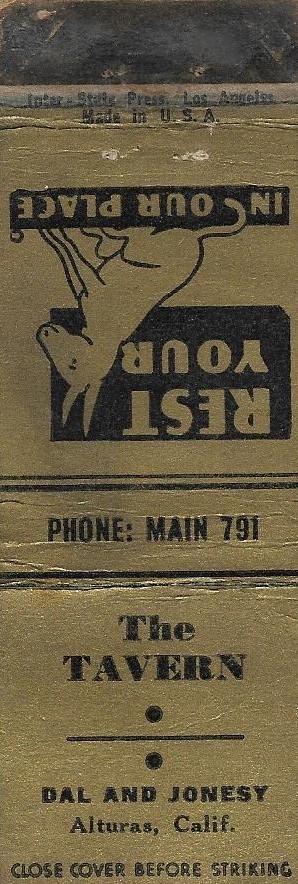 Inter-State Press, Los Angeles
Made in U.S.A.
REST
YOUR
IN OUR PLACE
PHONE: MAIN 791
The
TAVERN
DAL AND JONESY
Alturas, Calif.
CLOSE COVER BEFORE STRIKING